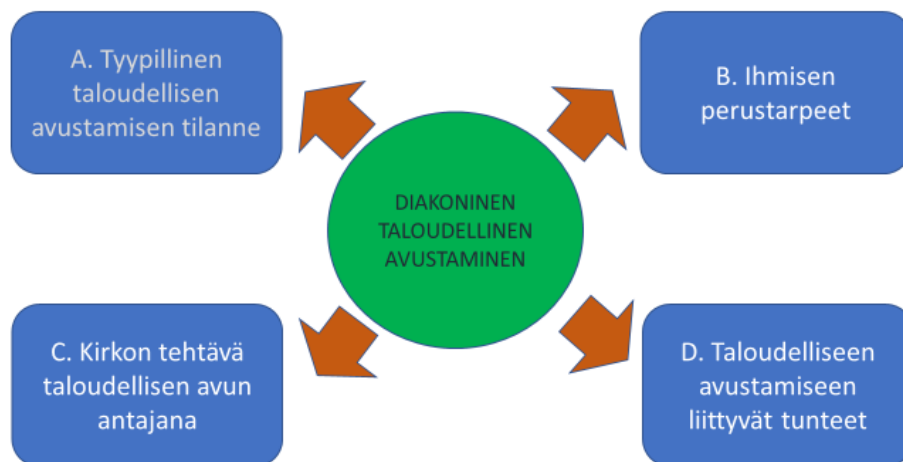 A. Tyypillinen
taloudellisen
avustamisen tilanne
B. Ihmisen
perustarpeet
DIAKONINEN
TALOUDELLINEN
AVUSTAMINEN
C. Kirkon tehtävä
taloudellisen avun
antajana
D. Taloudelliseen
avustamiseen
liittyvät tunteet